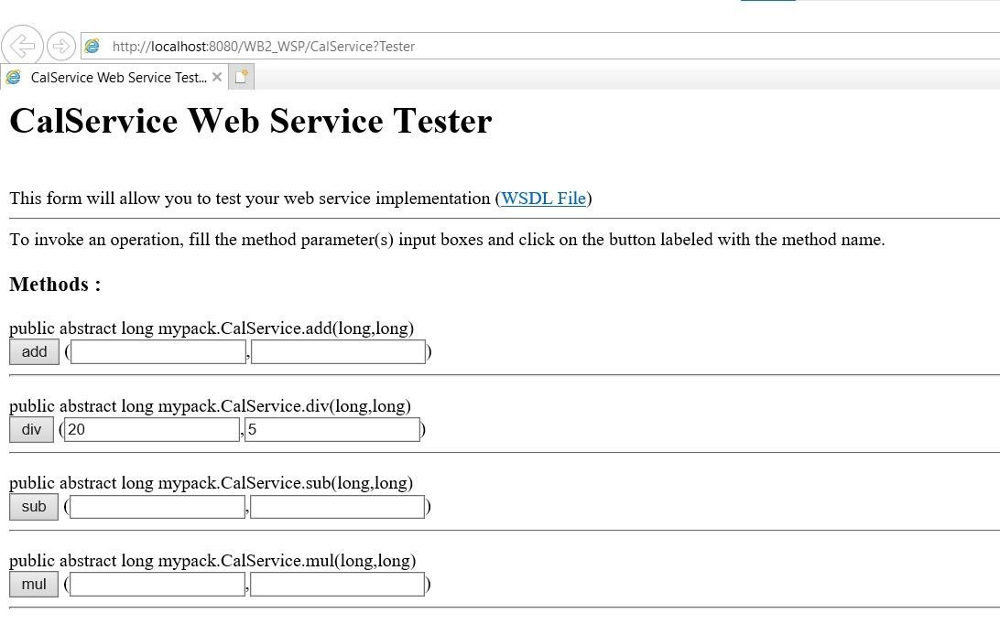 http://localhost:8080/WB2_WSP/CalService?Tester
CalService Web Service Test...
CalService Web Service Tester
This form will allow you to test your web service implementation (WSDL File)
To invoke an operation, fill the method parameter(s) input boxes and click on the button labeled with the method name.
Methods :
public abstract long mypack.CalService.add(long,long)
add ( , )
public abstract long mypack.CalService.div(long,long)
div (20 ,5 )
public abstract long mypack.CalService.sub(long,long)
sub ( , )
public abstract long mypack.CalService.mul(long,long)
mul ( , )